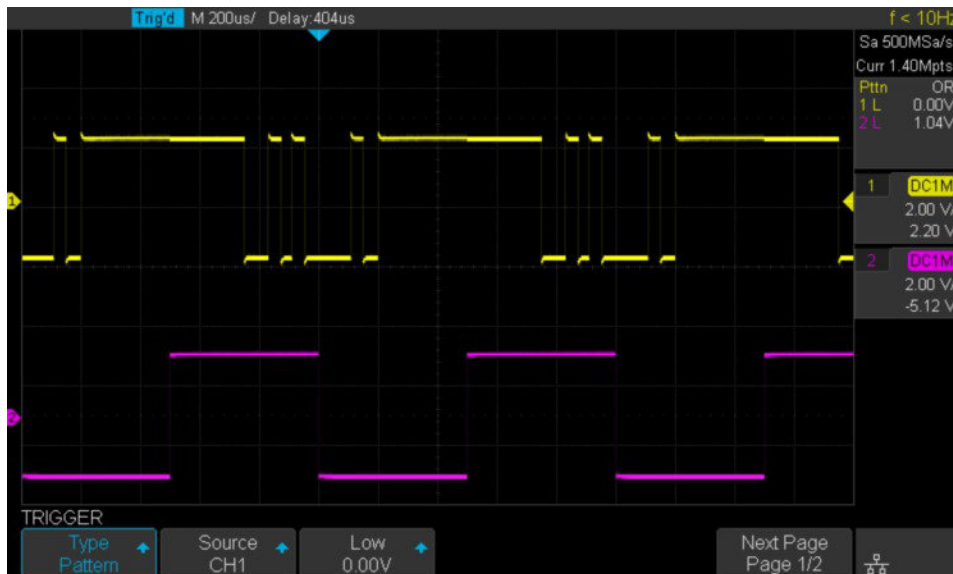 Trig'd M 200us/ Delay:404us f < 10Hz
Sa 500MSa/s
Curr 1.40Mpts
Pttn OR
1 L 0.00V
2 L 1.04V
1 DC1M
2.00 V/
2.20 V
2 DC1M
2.00 V/
-5.12 V
1
2
TRIGGER
Type Source Low Next Page
Pattern CH1 0.00V Page 1/2